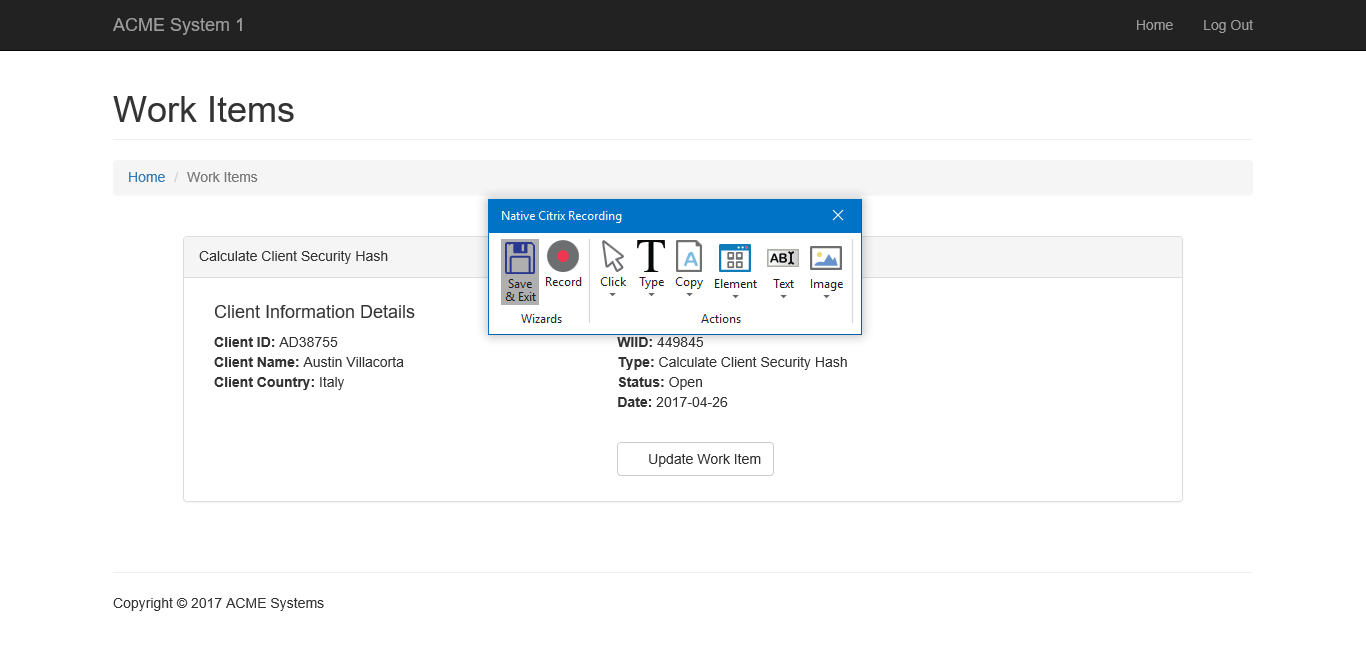 ACME System 1
Home
Log Out
Work Items
Home / Work Items
Native Citrix Recording
Save & Exit
Record
Click
Type
Copy
Element
Text
Image
Wizards
Actions
Calculate Client Security Hash
Client Information Details
Client ID: AD38755
Client Name: Austin Villacorta
Client Country: Italy
WIID: 449845
Type: Calculate Client Security Hash
Status: Open
Date: 2017-04-26
Update Work Item
Copyright © 2017 ACME Systems